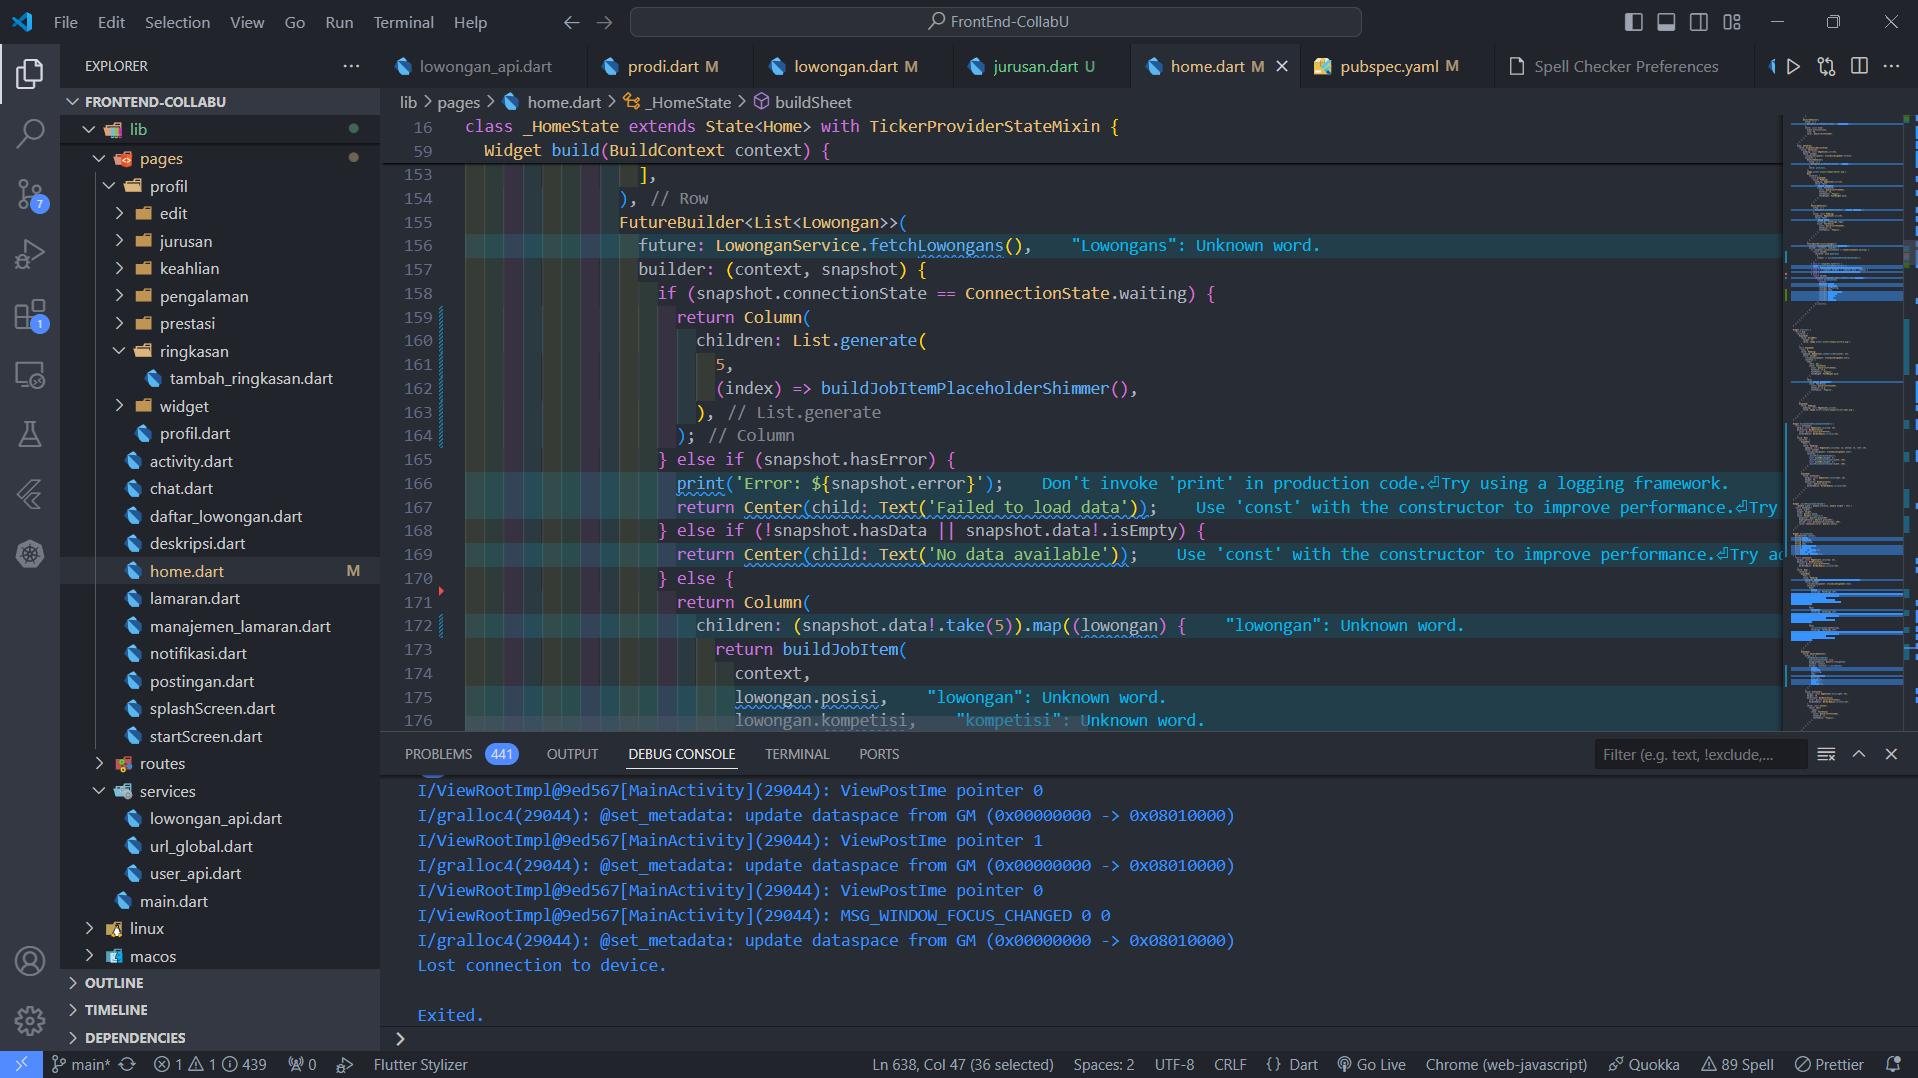 File Edit Selection View Go Run Terminal Help
FrontEnd-CollabU
EXPLORER
FRONTEND-COLLABU
lib
pages
profil
edit
jurusan
keahlian
pengalaman
prestasi
ringkasan
tambah_ringkasan.dart
widget
profil.dart
activity.dart
chat.dart
daftar_lowongan.dart
deskripsi.dart
home.dart M
lamaran.dart
manajemen_lamaran.dart
notifikasi.dart
postingan.dart
splashScreen.dart
startScreen.dart
routes
services
lowongan_api.dart
url_global.dart
user_api.dart
main.dart
linux
macos
OUTLINE
TIMELINE
DEPENDENCIES
7
1
lowongan_api.dart prodi.dart M lowongan.dart M jurusan.dart U home.dart M pubspec.yaml M Spell Checker Preferences
lib > pages > home.dart > _HomeState > buildSheet
16 class _HomeState extends State<Home> with TickerProviderStateMixin {
59 Widget build(BuildContext context) {
153 ],
154 ), // Row
155 FutureBuilder<List<Lowongan>>(
156 future: LowonganService.fetchLowongans(), "Lowongans": Unknown word.
157 builder: (context, snapshot) {
158 if (snapshot.connectionState == ConnectionState.waiting) {
159 return Column(
160 children: List.generate(
161 5,
162 (index) => buildJobItemPlaceholderShimmer(),
163 ), // List.generate
164 ); // Column
165 } else if (snapshot.hasError) {
166 print('Error: ${snapshot.error}'); Don't invoke 'print' in production code.⏎Try using a logging framework.
167 return Center(child: Text('Failed to load data')); Use 'const' with the constructor to improve performance.⏎Try
168 } else if (!snapshot.hasData || snapshot.data!.isEmpty) {
169 return Center(child: Text('No data available')); Use 'const' with the constructor to improve performance.⏎Try ad
170 } else {
171 return Column(
172 children: (snapshot.data!.take(5)).map((lowongan) { "lowongan": Unknown word.
173 return buildJobItem(
174 context,
175 lowongan.posisi, "lowongan": Unknown word.
176 lowongan.kompetisi, "kompetisi": Unknown word.
PROBLEMS 441 OUTPUT DEBUG CONSOLE TERMINAL PORTS Filter (e.g. text, !exclude,...
I/ViewRootImpl@9ed567[MainActivity](29044): ViewPostIme pointer 0
I/gralloc4(29044): @set_metadata: update dataspace from GM (0x00000000 -> 0x08010000)
I/ViewRootImpl@9ed567[MainActivity](29044): ViewPostIme pointer 1
I/gralloc4(29044): @set_metadata: update dataspace from GM (0x00000000 -> 0x08010000)
I/ViewRootImpl@9ed567[MainActivity](29044): ViewPostIme pointer 0
I/ViewRootImpl@9ed567[MainActivity](29044): MSG_WINDOW_FOCUS_CHANGED 0 0
I/gralloc4(29044): @set_metadata: update dataspace from GM (0x00000000 -> 0x08010000)
Lost connection to device.
Exited.
main* 1 1 439 0 Flutter Stylizer Ln 638, Col 47 (36 selected) Spaces: 2 UTF-8 CRLF {} Dart Go Live Chrome (web-javascript) Quokka 89 Spell Prettier